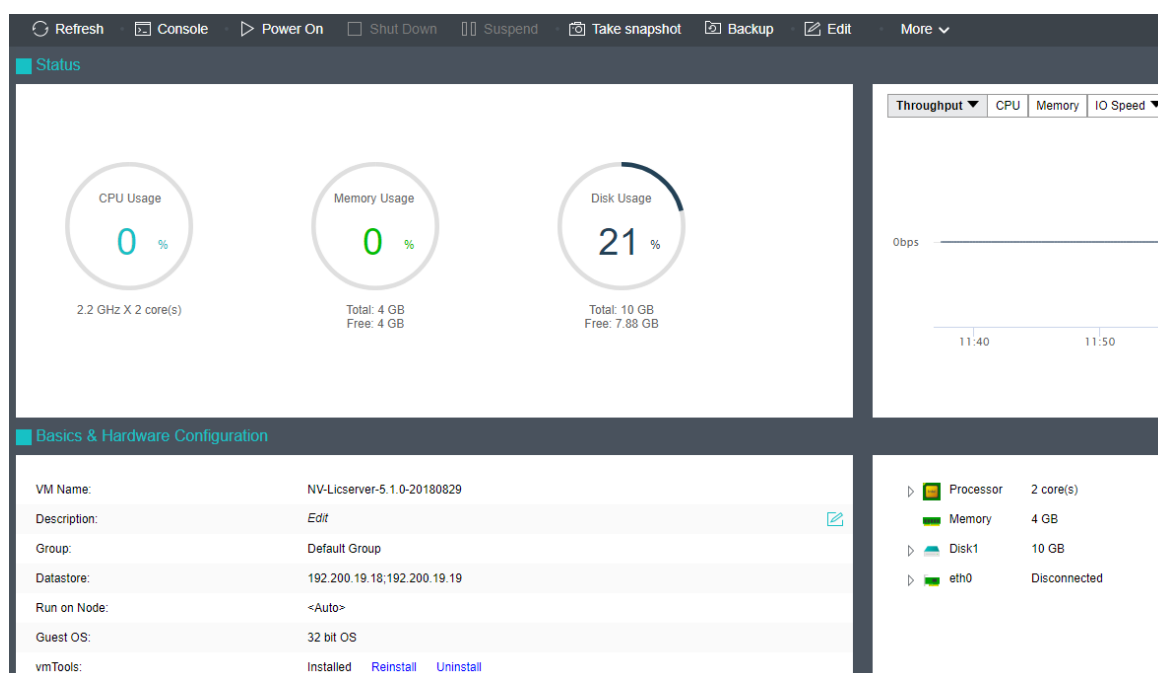 Refresh Console Power On Shut Down Suspend Take snapshot Backup Edit More
Status
Throughput CPU Memory IO Speed
CPU Usage
0 %
2.2 GHz X 2 core(s)
Memory Usage
0 %
Total: 4 GB
Free: 4 GB
Disk Usage
21 %
Total: 10 GB
Free: 7.88 GB
0bps
11:40 11:50
Basics & Hardware Configuration
VM Name: NV-Licserver-5.1.0-20180829
Description: Edit
Group: Default Group
Datastore: 192.200.19.18;192.200.19.19
Run on Node: <Auto>
Guest OS: 32 bit OS
vmTools: Installed Reinstall Uninstall
Processor 2 core(s)
Memory 4 GB
Disk1 10 GB
eth0 Disconnected